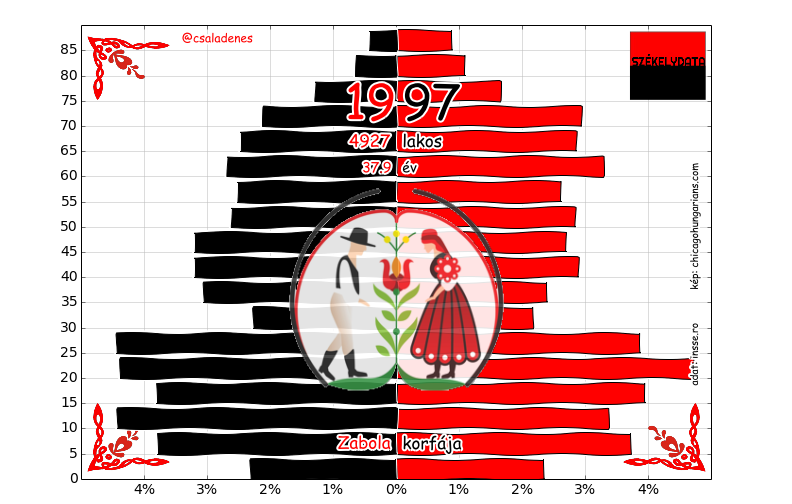 @csaladenes
SZÉKELYDATA
1997
4927 lakos
37.9 év
kép: chicagohungarians.com
adat: insse.ro
Zabola korfája
85
80
75
70
65
60
55
50
45
40
35
30
25
20
15
10
5
0
4% 3% 2% 1% 0% 1% 2% 3% 4%